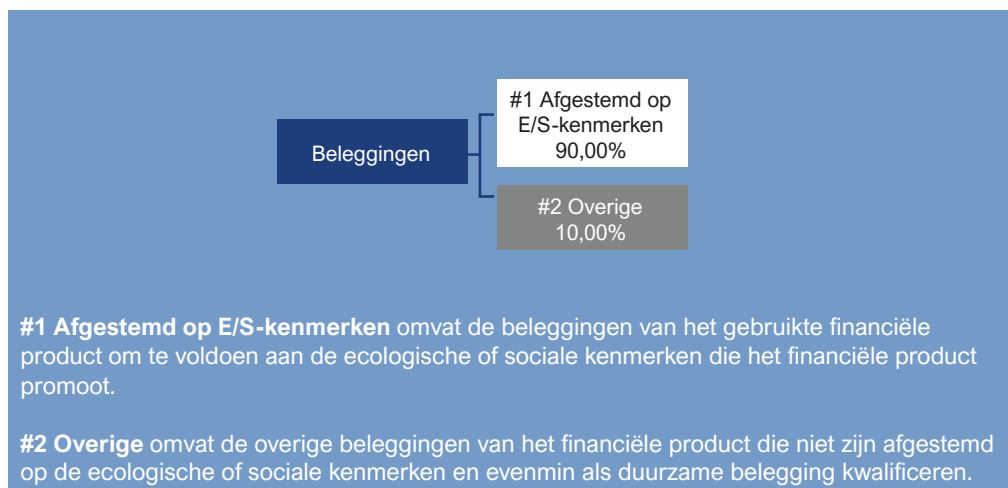 Beleggingen
#1 Afgestemd op
E/S-kenmerken
90,00%
#2 Overige
10,00%
#1 Afgestemd op E/S-kenmerken omvat de beleggingen van het gebruikte financiële
product om te voldoen aan de ecologische of sociale kenmerken die het financiële product
promoot.
#2 Overige omvat de overige beleggingen van het financiële product die niet zijn afgestemd
op de ecologische of sociale kenmerken en evenmin als duurzame belegging kwalificeren.